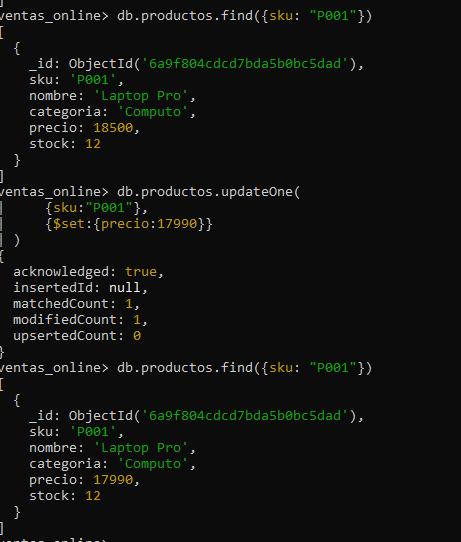 ]
ventas_online> db.productos.find({sku: "P001"})
[
  {
    _id: ObjectId('6a9f804cdcd7bda5b0bc5dad'),
    sku: 'P001',
    nombre: 'Laptop Pro',
    categoria: 'Computo',
    precio: 18500,
    stock: 12
  }
]
ventas_online> db.productos.updateOne(
|     {sku:"P001"},
|     {$set:{precio:17990}}
| )
{
  acknowledged: true,
  insertedId: null,
  matchedCount: 1,
  modifiedCount: 1,
  upsertedCount: 0
}
ventas_online> db.productos.find({sku: "P001"})
[
  {
    _id: ObjectId('6a9f804cdcd7bda5b0bc5dad'),
    sku: 'P001',
    nombre: 'Laptop Pro',
    categoria: 'Computo',
    precio: 17990,
    stock: 12
  }
]
ventas_online>